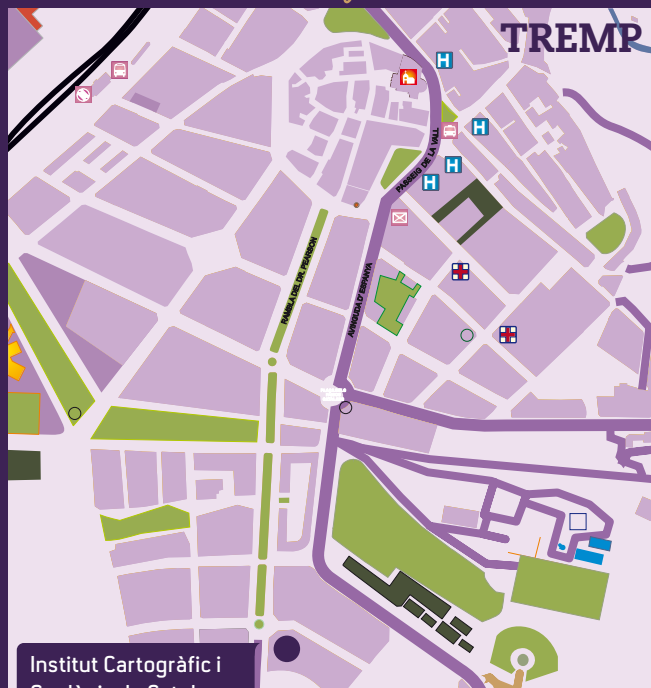 TREMP
H
H
PASSEIG DE LA VALL
H
H
RAMBLA DEL DR. PEARSON
AVINGUDA D'ESPANYA
Institut Cartogràfic i